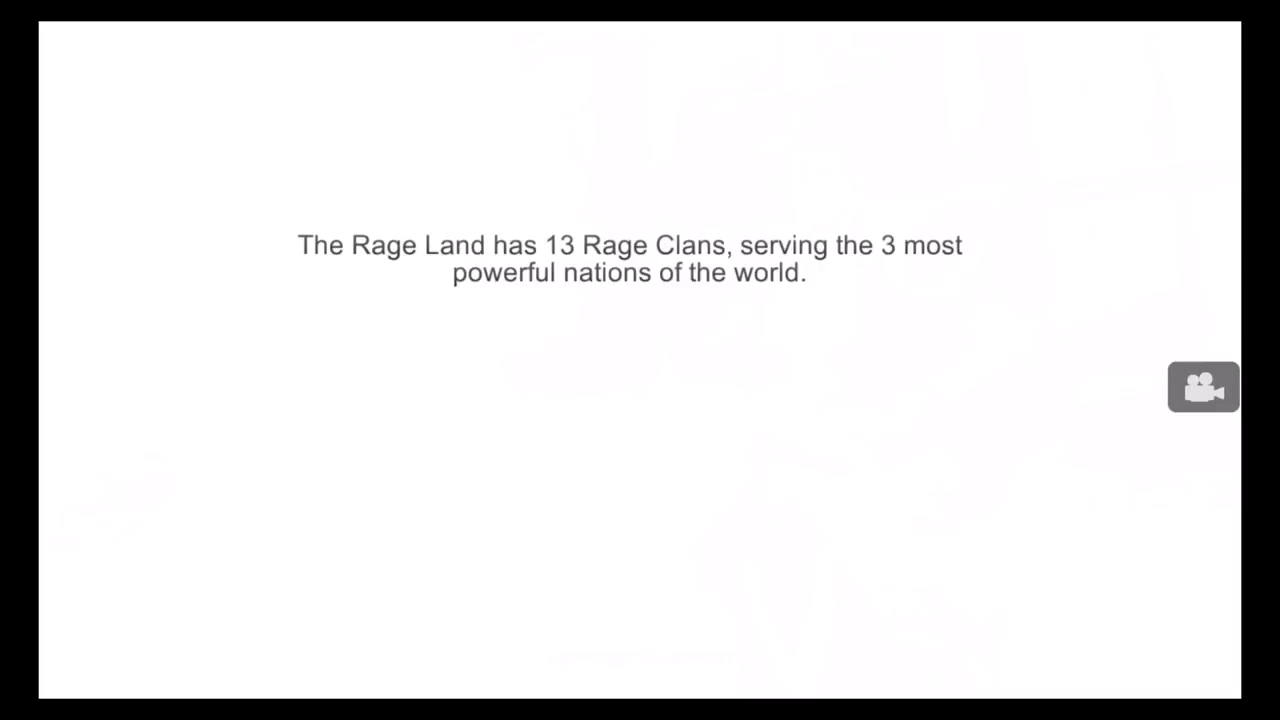 The Rage Land has 13 Rage Clans, serving the 3 most
powerful nations of the world.